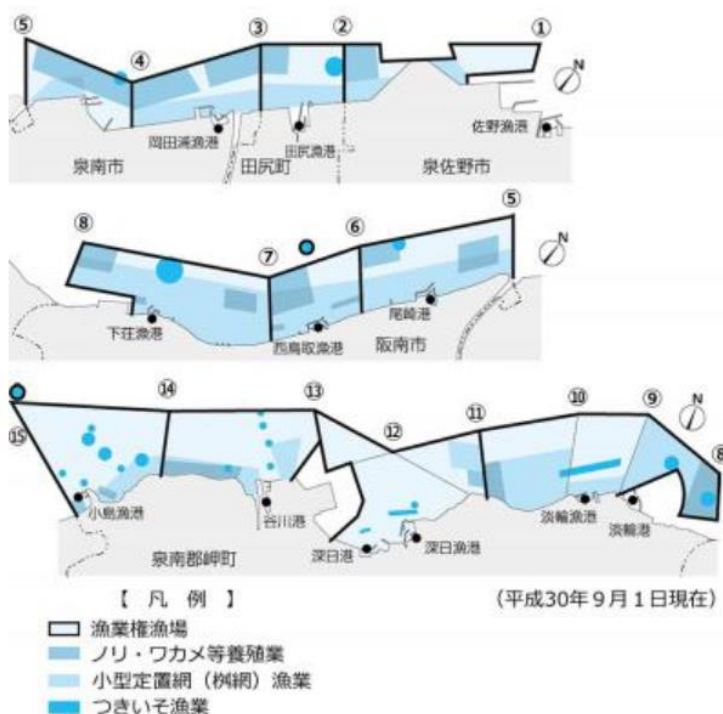 ⑤ ④ ③ ② ①
N
岡田浦漁港 田尻漁港 佐野漁港
泉南市 田尻町 泉佐野市
⑧ ⑦ ⑥ ⑤
N
下荘漁港 西鳥取漁港 尾崎港
阪南市
⑮ ⑭ ⑬ ⑫ ⑪ ⑩ ⑨ ⑧
N
小島漁港 谷川港 深日港 深日漁港 淡輪漁港 淡輪港
泉南郡岬町
【 凡 例 】 (平成30年9月1日現在)
漁業権漁場
ノリ・ワカメ等養殖業
小型定置網(桝網)漁業
つきいそ漁業